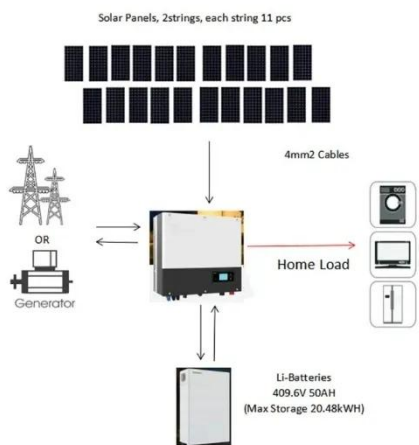 Solar Panels, 2strings, each string 11 pcs
4mm2 Cables
OR
Generator
Home Load
Li-Batteries
409.6V 50AH
(Max Storage 20.48kWH)